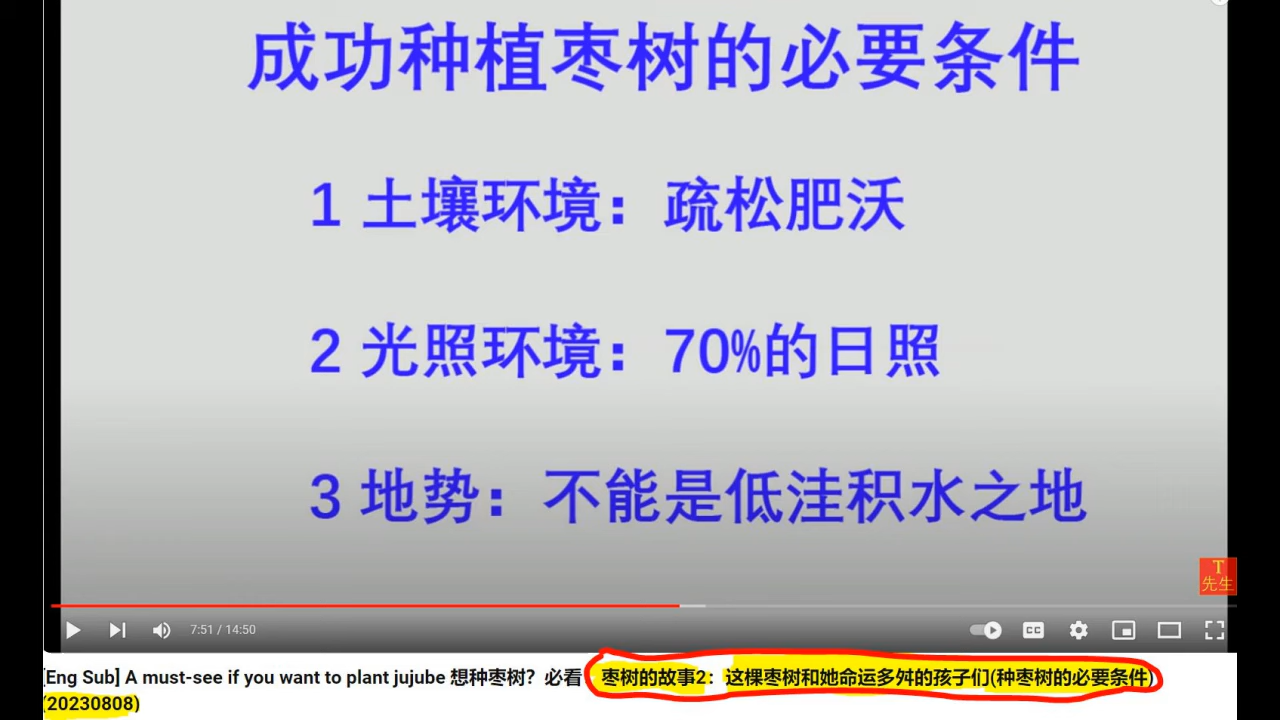 成功种植枣树的必要条件
1 土壤环境：疏松肥沃
2 光照环境：70%的日照
3 地势：不能是低洼积水之地
T
先生
7:51 / 14:50
CC
[Eng Sub] A must-see if you want to plant jujube 想种枣树？必看 枣树的故事2：这棵枣树和她命运多舛的孩子们(种枣树的必要条件)
(20230808)